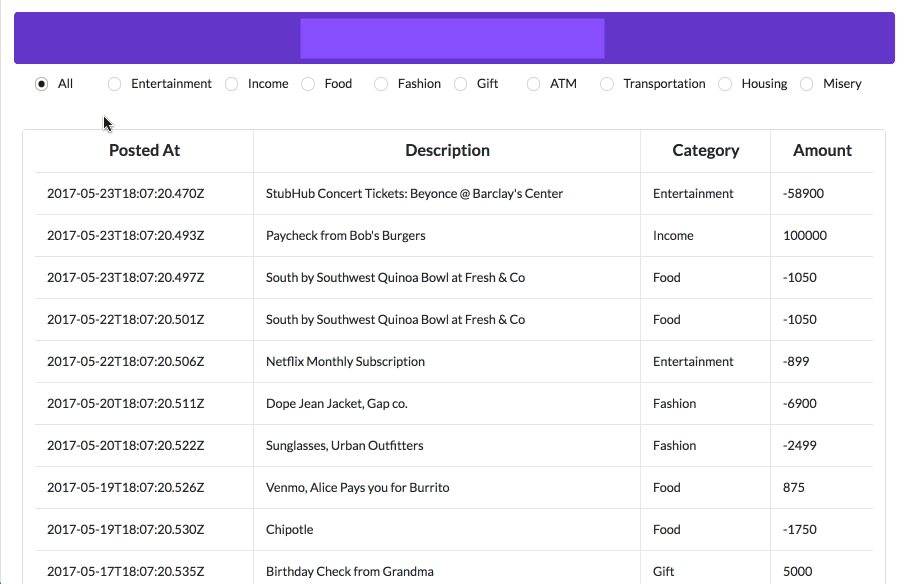 All Entertainment Income Food Fashion Gift ATM Transportation Housing Misery
Posted At Description Category Amount
2017-05-23T18:07:20.470Z StubHub Concert Tickets: Beyonce @ Barclay's Center Entertainment -58900
2017-05-23T18:07:20.493Z Paycheck from Bob's Burgers Income 100000
2017-05-23T18:07:20.497Z South by Southwest Quinoa Bowl at Fresh & Co Food -1050
2017-05-22T18:07:20.501Z South by Southwest Quinoa Bowl at Fresh & Co Food -1050
2017-05-22T18:07:20.506Z Netflix Monthly Subscription Entertainment -899
2017-05-20T18:07:20.511Z Dope Jean Jacket, Gap co. Fashion -6900
2017-05-20T18:07:20.522Z Sunglasses, Urban Outfitters Fashion -2499
2017-05-19T18:07:20.526Z Venmo, Alice Pays you for Burrito Food 875
2017-05-19T18:07:20.530Z Chipotle Food -1750
2017-05-17T18:07:20.535Z Birthday Check from Grandma Gift 5000